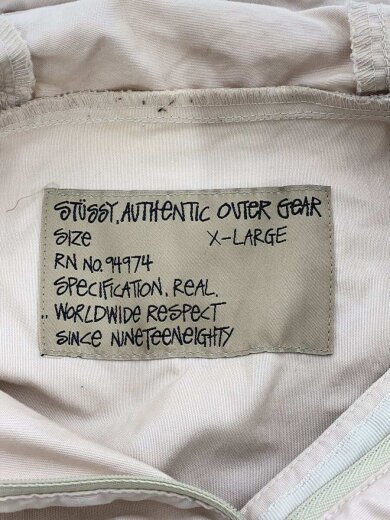 STÜSSY, AUTHENTIC OUTER GEAR
SIZE X-LARGE
RN NO. 94974
SPECIFICATION. REAL.
WORLDWIDE RESPECT
SINCE NINETEENEIGHTY